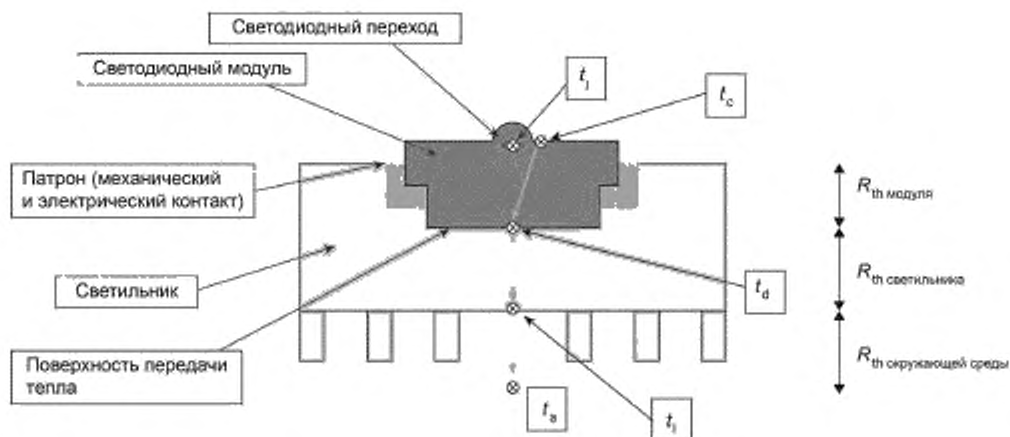 Светодиодный переход
Светодиодный модуль
t_j
t_c
Патрон (механический
и электрический контакт)
R_th модуля
Светильник
t_d
R_th светильника
Поверхность передачи
тепла
R_th окружающей среды
t_a
t_l